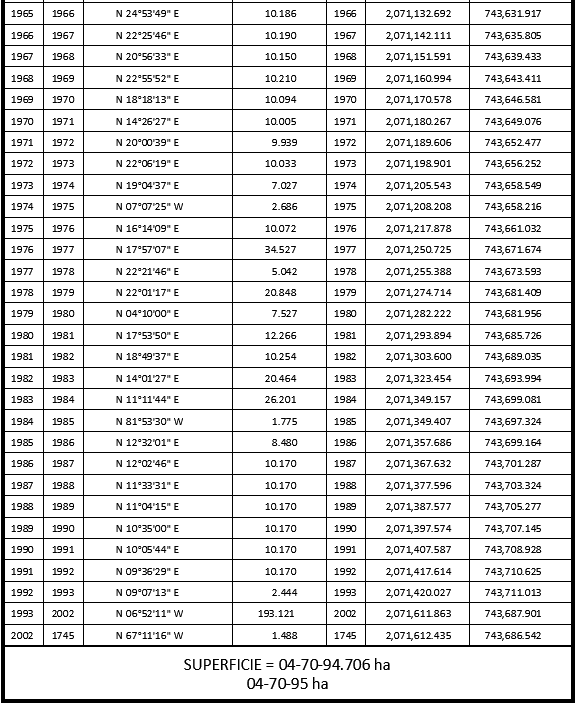 1965 1966 N 24°53'49" E 10.186 1966 2,071,132.692 743,631.917
1966 1967 N 22°25'46" E 10.190 1967 2,071,142.111 743,635.805
1967 1968 N 20°56'33" E 10.150 1968 2,071,151.591 743,639.433
1968 1969 N 22°55'52" E 10.210 1969 2,071,160.994 743,643.411
1969 1970 N 18°18'13" E 10.094 1970 2,071,170.578 743,646.581
1970 1971 N 14°26'27" E 10.005 1971 2,071,180.267 743,649.076
1971 1972 N 20°00'39" E 9.939 1972 2,071,189.606 743,652.477
1972 1973 N 22°06'19" E 10.033 1973 2,071,198.901 743,656.252
1973 1974 N 19°04'37" E 7.027 1974 2,071,205.543 743,658.549
1974 1975 N 07°07'25" W 2.686 1975 2,071,208.208 743,658.216
1975 1976 N 16°14'09" E 10.072 1976 2,071,217.878 743,661.032
1976 1977 N 17°57'07" E 34.527 1977 2,071,250.725 743,671.674
1977 1978 N 22°21'46" E 5.042 1978 2,071,255.388 743,673.593
1978 1979 N 22°01'17" E 20.848 1979 2,071,274.714 743,681.409
1979 1980 N 04°10'00" E 7.527 1980 2,071,282.222 743,681.956
1980 1981 N 17°53'50" E 12.266 1981 2,071,293.894 743,685.726
1981 1982 N 18°49'37" E 10.254 1982 2,071,303.600 743,689.035
1982 1983 N 14°01'27" E 20.464 1983 2,071,323.454 743,693.994
1983 1984 N 11°11'44" E 26.201 1984 2,071,349.157 743,699.081
1984 1985 N 81°53'30" W 1.775 1985 2,071,349.407 743,697.324
1985 1986 N 12°32'01" E 8.480 1986 2,071,357.686 743,699.164
1986 1987 N 12°02'46" E 10.170 1987 2,071,367.632 743,701.287
1987 1988 N 11°33'31" E 10.170 1988 2,071,377.596 743,703.324
1988 1989 N 11°04'15" E 10.170 1989 2,071,387.577 743,705.277
1989 1990 N 10°35'00" E 10.170 1990 2,071,397.574 743,707.145
1990 1991 N 10°05'44" E 10.170 1991 2,071,407.587 743,708.928
1991 1992 N 09°36'29" E 10.170 1992 2,071,417.614 743,710.625
1992 1993 N 09°07'13" E 2.444 1993 2,071,420.027 743,711.013
1993 2002 N 06°52'11" W 193.121 2002 2,071,611.863 743,687.901
2002 1745 N 67°11'16" W 1.488 1745 2,071,612.435 743,686.542
SUPERFICIE = 04-70-94.706 ha
04-70-95 ha